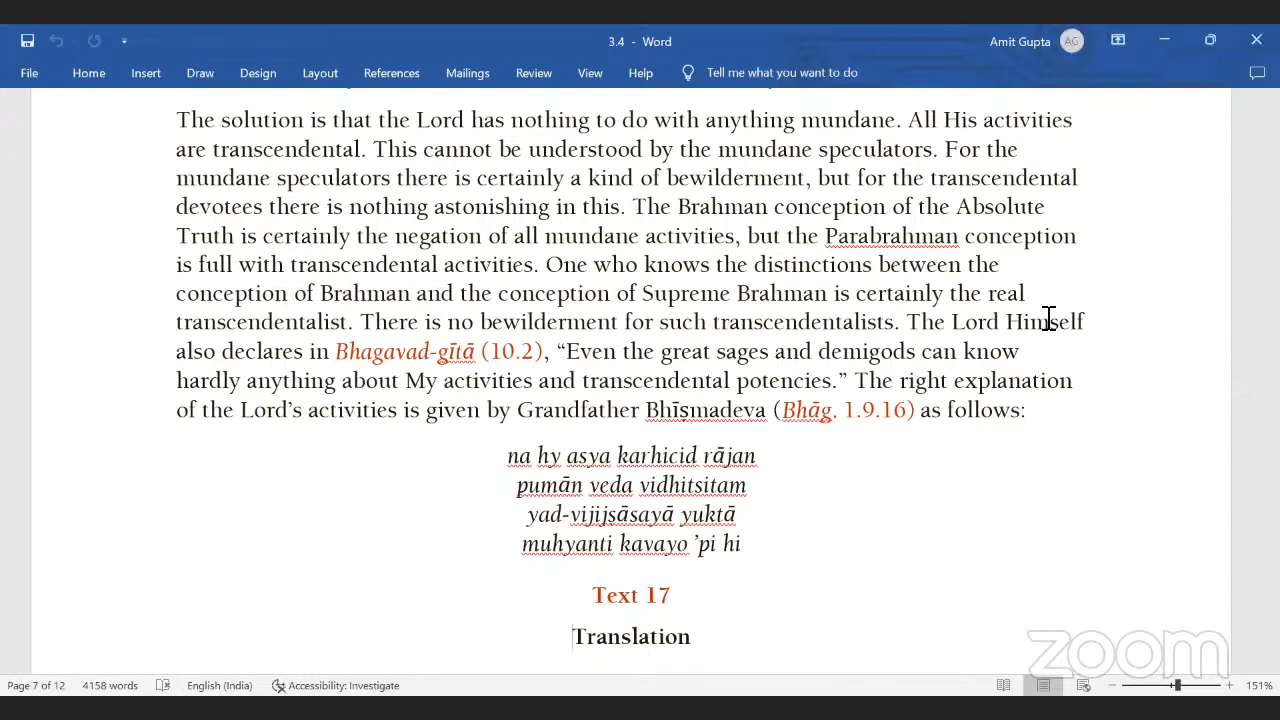 3.4 - Word
Amit Gupta AG
File Home Insert Draw Design Layout References Mailings Review View Help Tell me what you want to do
The solution is that the Lord has nothing to do with anything mundane. All His activities
are transcendental. This cannot be understood by the mundane speculators. For the
mundane speculators there is certainly a kind of bewilderment, but for the transcendental
devotees there is nothing astonishing in this. The Brahman conception of the Absolute
Truth is certainly the negation of all mundane activities, but the Parabrahman conception
is full with transcendental activities. One who knows the distinctions between the
conception of Brahman and the conception of Supreme Brahman is certainly the real
transcendentalist. There is no bewilderment for such transcendentalists. The Lord Himself
also declares in Bhagavad-gītā (10.2), “Even the great sages and demigods can know
hardly anything about My activities and transcendental potencies.” The right explanation
of the Lord’s activities is given by Grandfather Bhīṣmadeva (Bhāg. 1.9.16) as follows:
na hy asya karhicid rājan
pumān veda vidhitsitam
yad-vijijṣāsayā yuktā
muhyanti kavayo ’pi hi
Text 17
Translation
zoom
Page 7 of 12 4158 words English (India) Accessibility: Investigate 151%